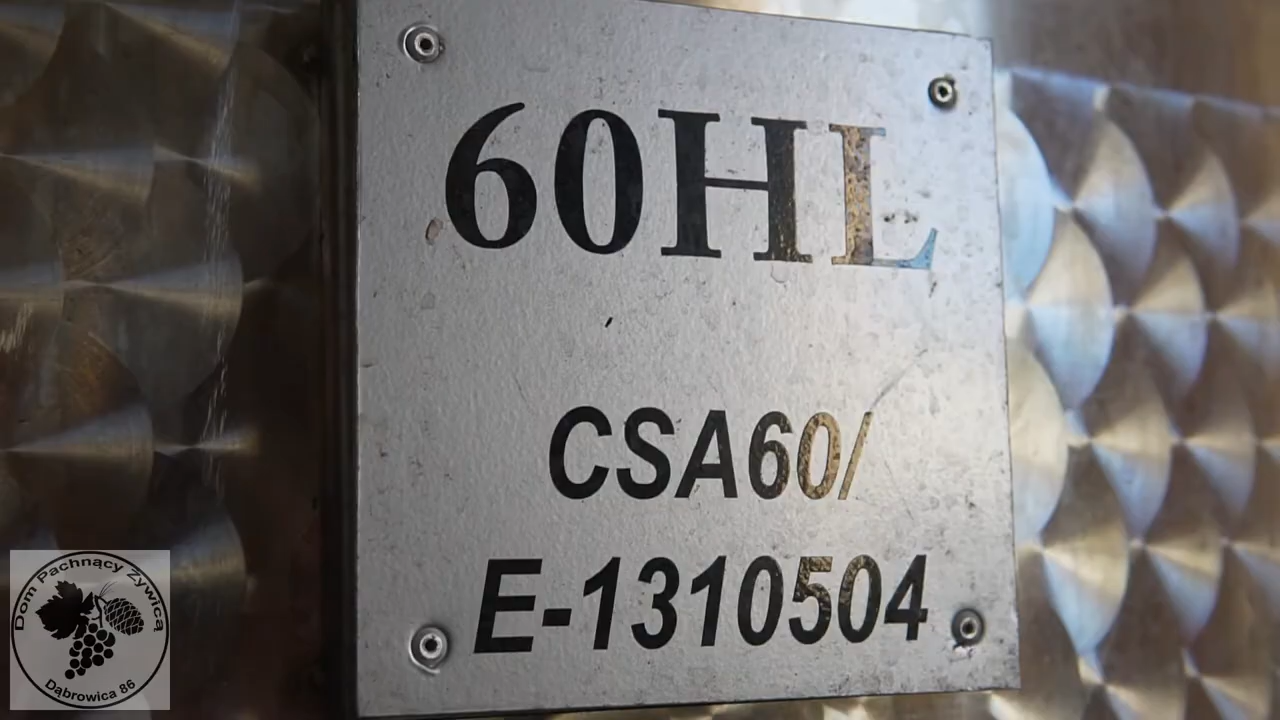 60HL
CSA60/
E-1310504
Dom Pachnący Żywicą
Dąbrowica 86